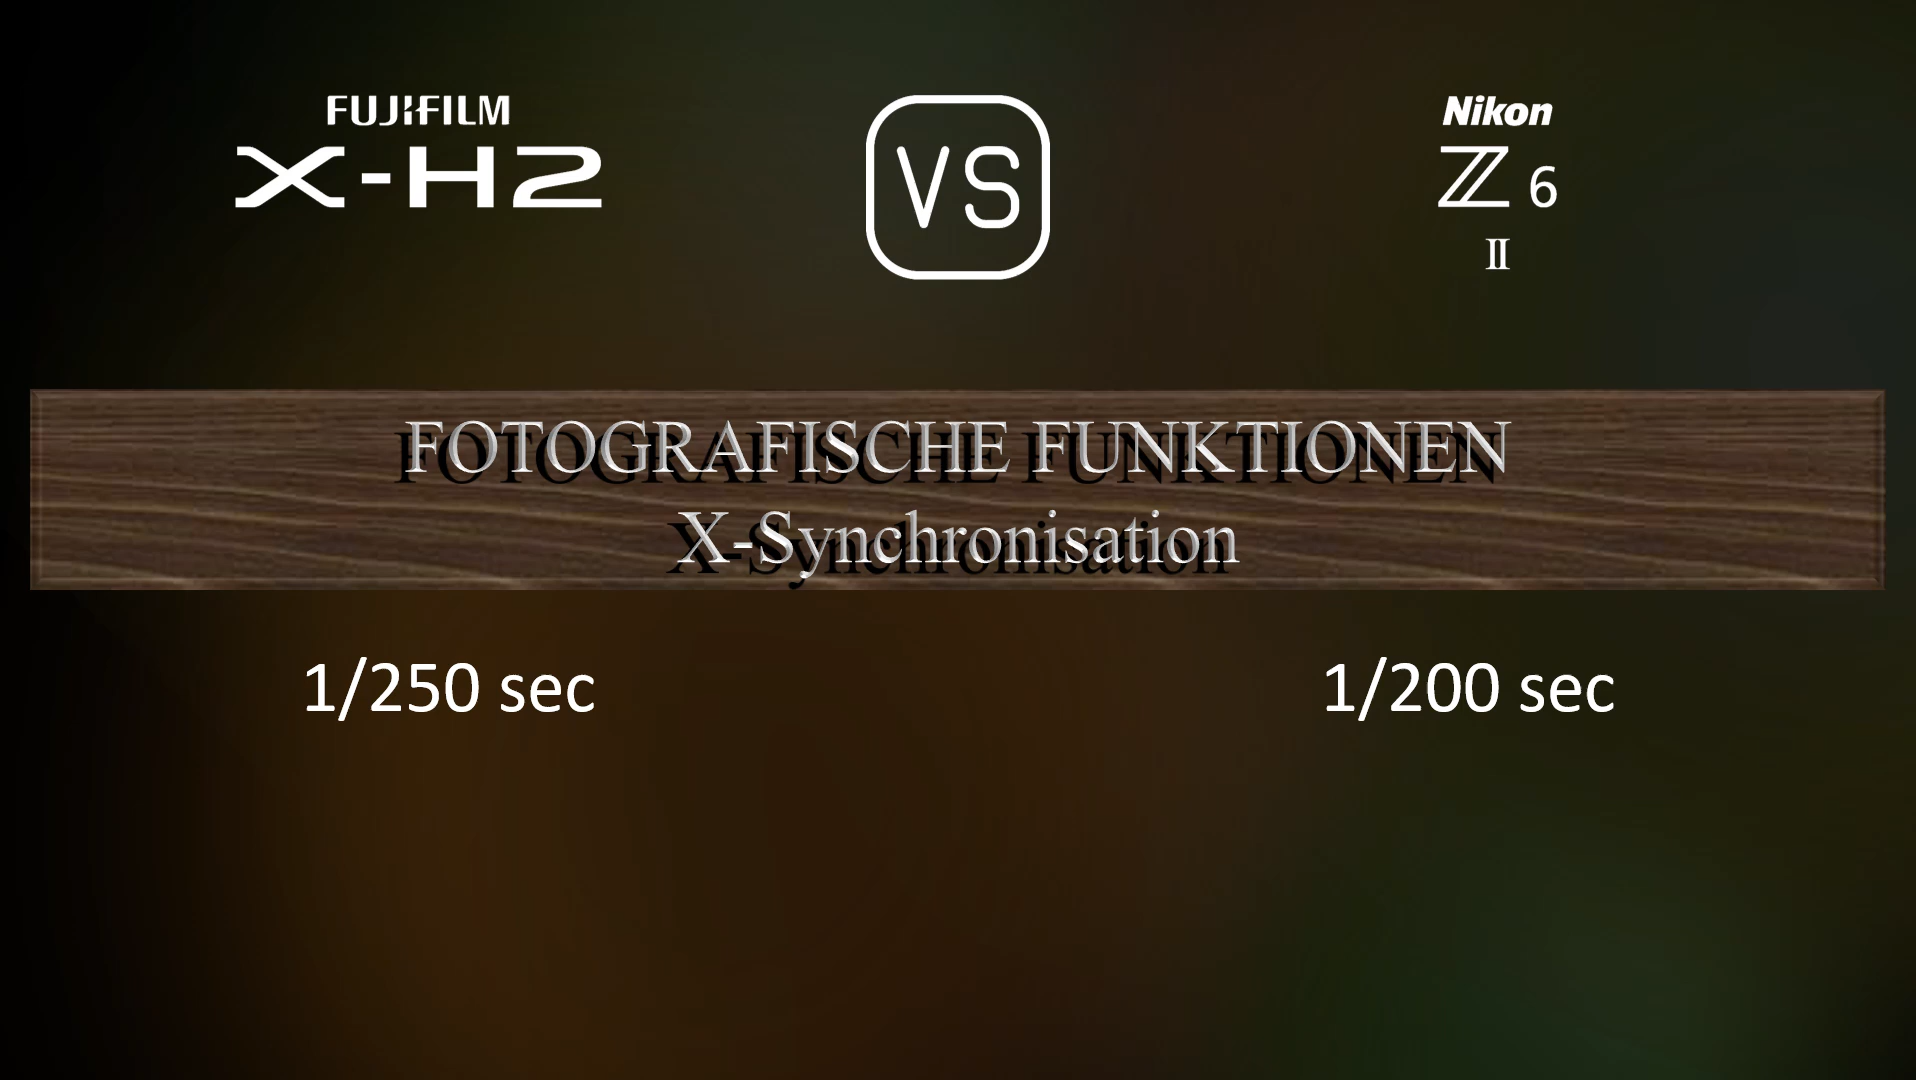 FUJIFILM
X-H2
VS
Nikon
Z 6
II
FOTOGRAFISCHE FUNKTIONEN
X-Synchronisation
1/250 sec
1/200 sec